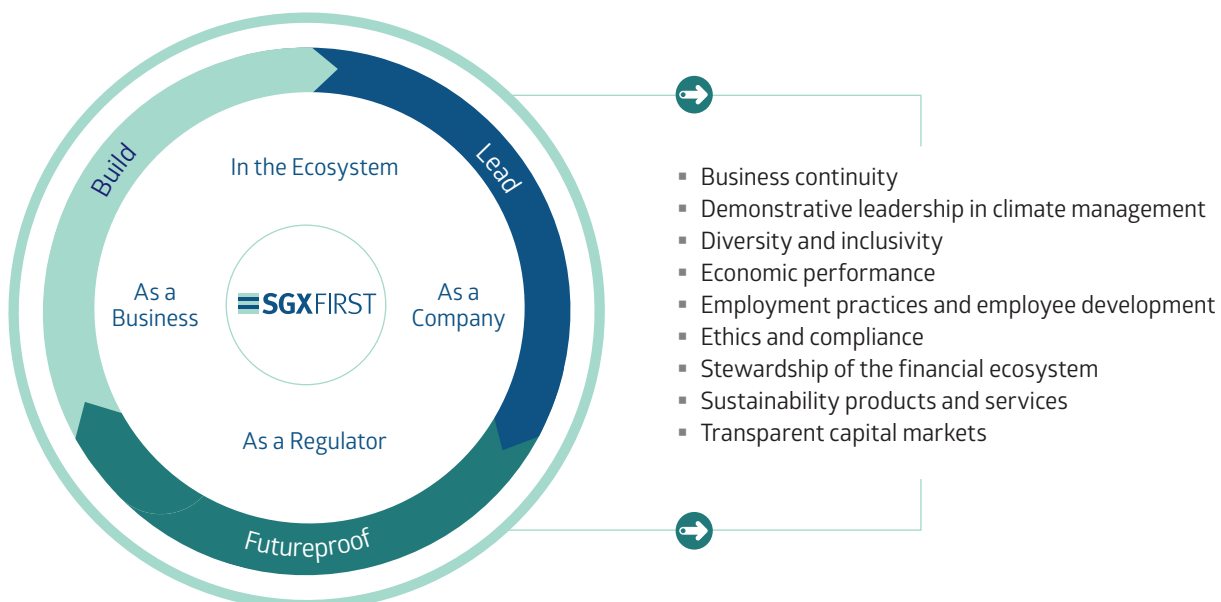 Build
Lead
In the Ecosystem
As a
Business
SGXFIRST
As a
Company
As a Regulator
Futureproof
▪ Business continuity
▪ Demonstrative leadership in climate management
▪ Diversity and inclusivity
▪ Economic performance
▪ Employment practices and employee development
▪ Ethics and compliance
▪ Stewardship of the financial ecosystem
▪ Sustainability products and services
▪ Transparent capital markets